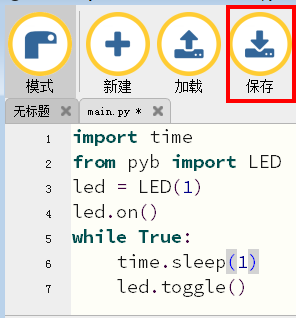 模式 新建 加载 保存
无标题 main.py *
1 import time
2 from pyb import LED
3 led = LED(1)
4 led.on()
5 while True:
6     time.sleep(1)
7     led.toggle()